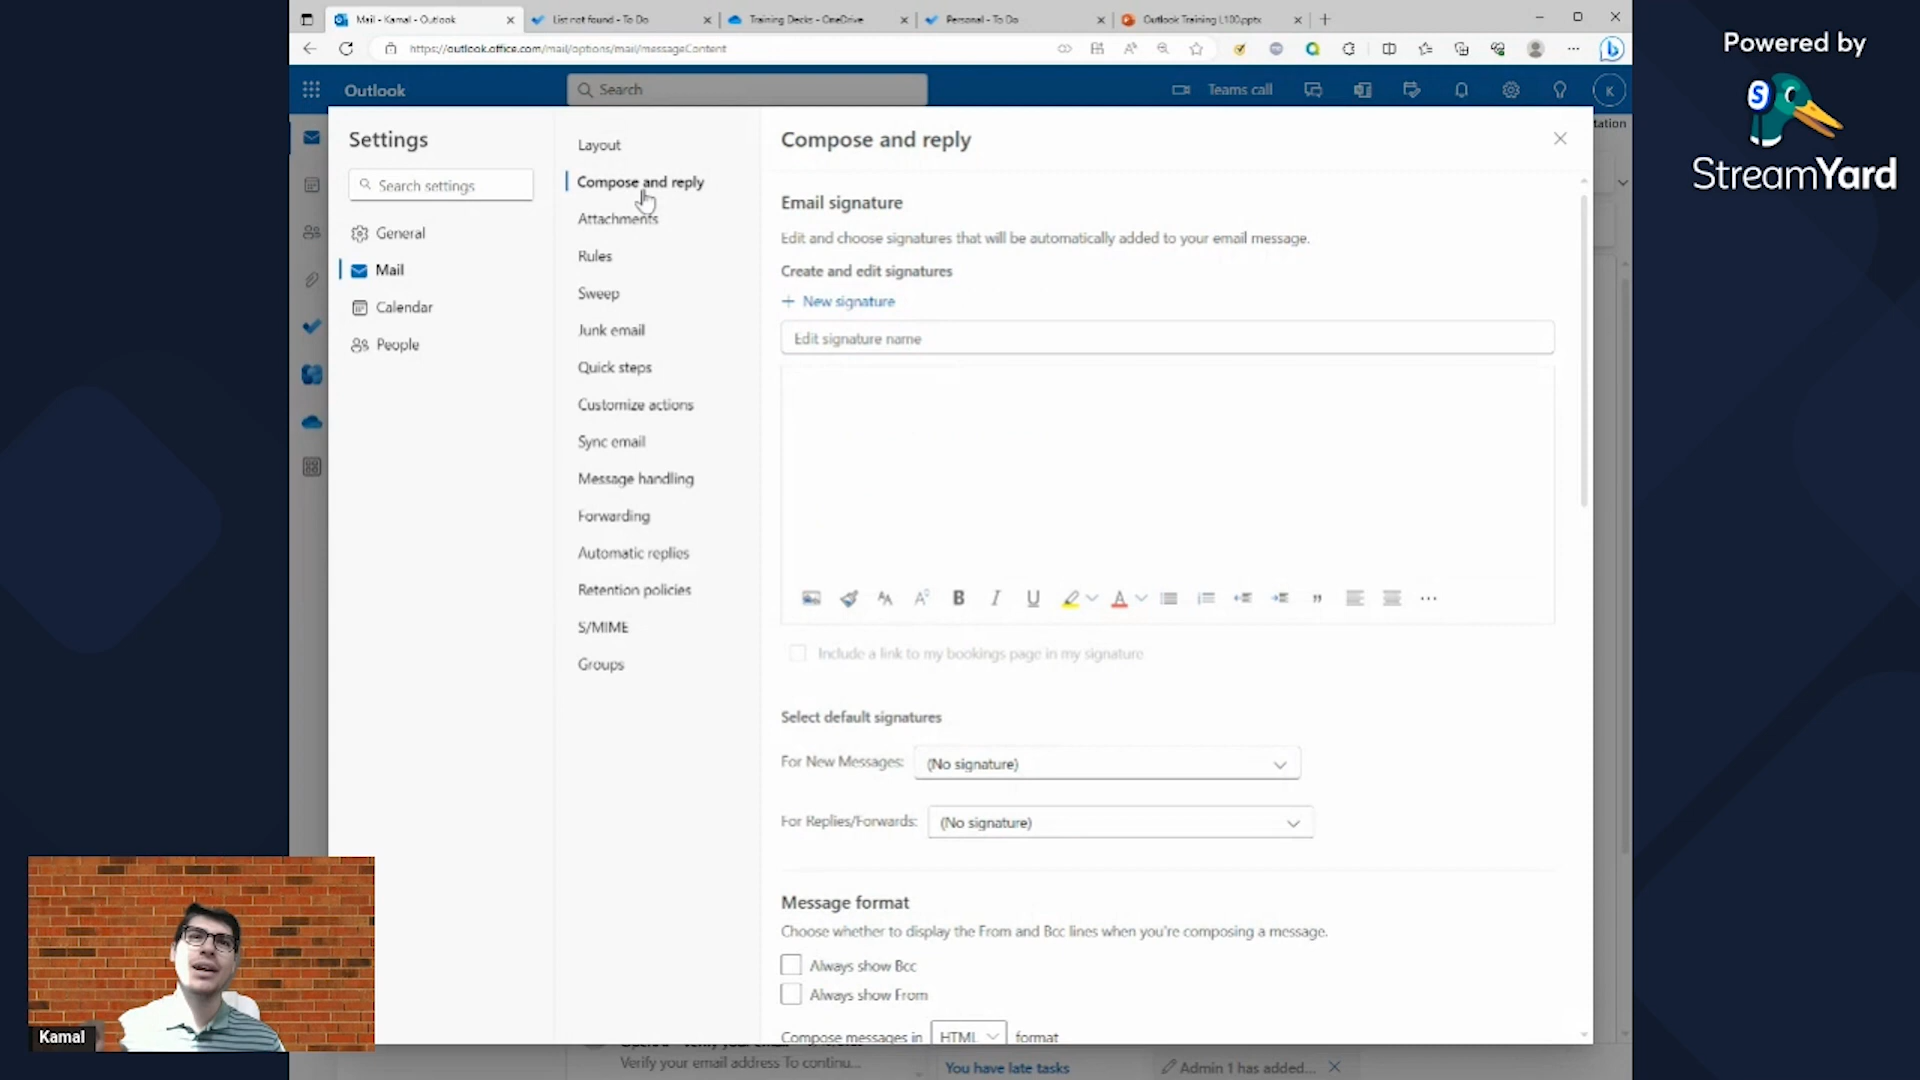 Mail - Kamal - Outlook
List not found - To Do
Training Decks - OneDrive
Personal - To Do
Outlook Training L100.pptx
https://outlook.office.com/mail/options/mail/messageContent
Outlook
Search
Teams call
K
tation
Powered by
S
StreamYard
Settings
Search settings
General
Mail
Calendar
People
Layout
Compose and reply
Attachments
Rules
Sweep
Junk email
Quick steps
Customize actions
Sync email
Message handling
Forwarding
Automatic replies
Retention policies
S/MIME
Groups
Compose and reply
Email signature
Edit and choose signatures that will be automatically added to your email message.
Create and edit signatures
New signature
Edit signature name
Include a link to my bookings page in my signature
Select default signatures
For New Messages: (No signature)
For Replies/Forwards: (No signature)
Message format
Choose whether to display the From and Bcc lines when you're composing a message.
Always show Bcc
Always show From
Compose messages in HTML format
Verify your email address To continu...
You have late tasks
Admin 1 has added...
Kamal